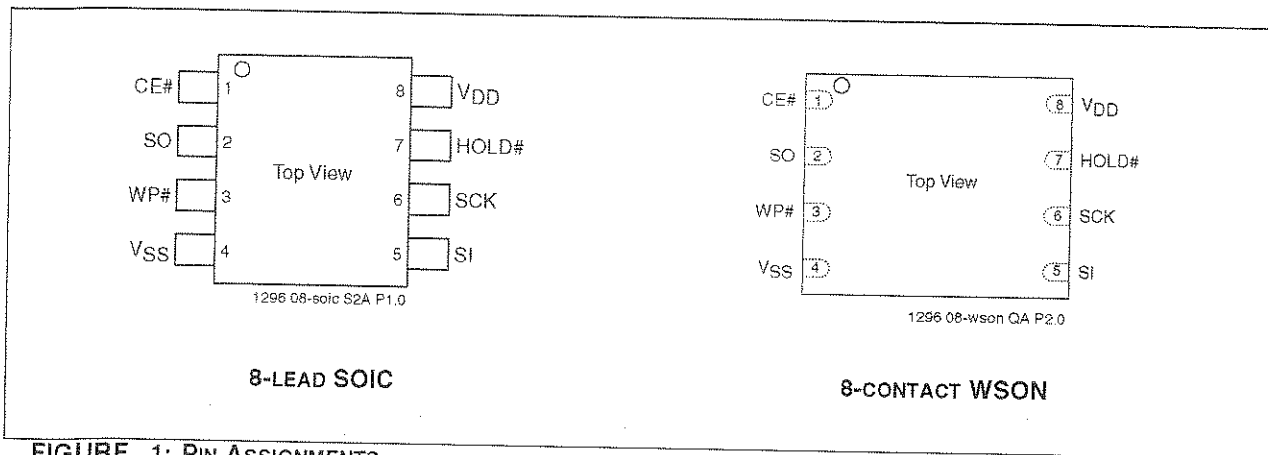 CE# 1 8 VDD
SO 2 7 HOLD#
Top View
WP# 3 6 SCK
VSS 4 5 SI
1296 08-soic S2A P1.0
8-LEAD SOIC
CE# 1 8 VDD
SO 2 7 HOLD#
Top View
WP# 3 6 SCK
VSS 4 5 SI
1296 08-wson QA P2.0
8-CONTACT WSON
FIGURE 1: PIN ASSIGNMENTS